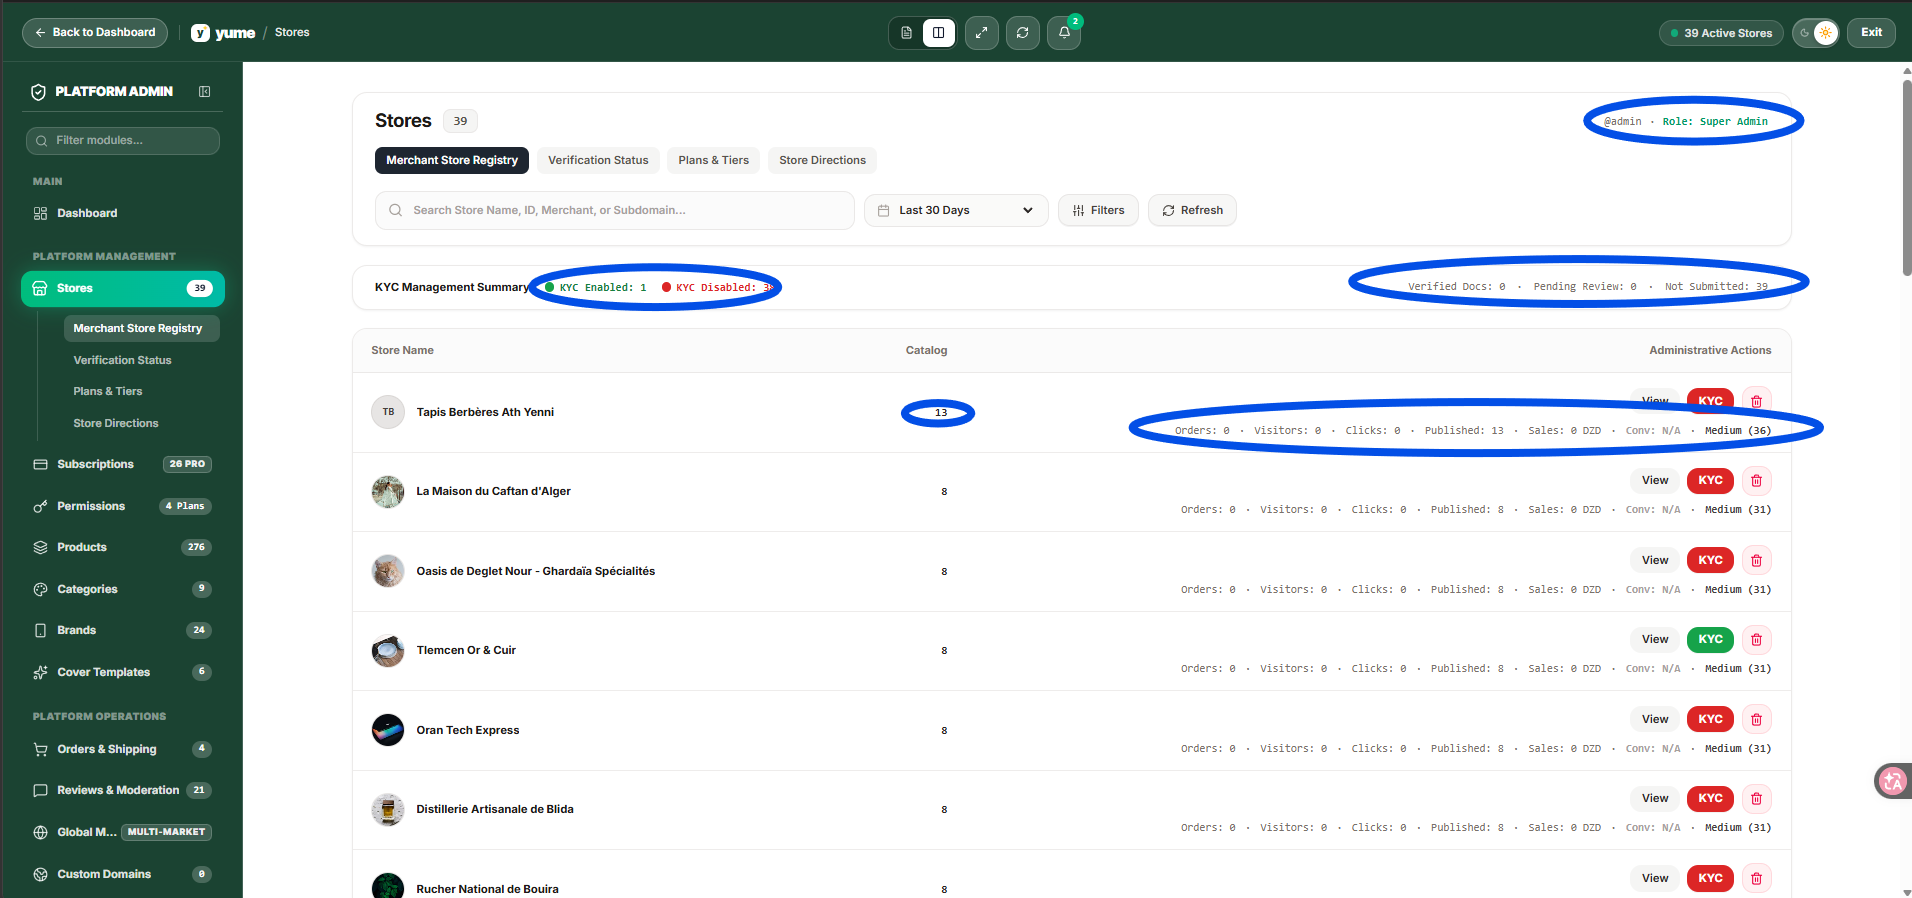 Back to Dashboard
y yume / Stores
2
39 Active Stores
Exit
PLATFORM ADMIN
Filter modules...
MAIN
Dashboard
PLATFORM MANAGEMENT
Stores 39
Merchant Store Registry
Verification Status
Plans & Tiers
Store Directions
Subscriptions 26 PRO
Permissions 4 Plans
Products 276
Categories 9
Brands 24
Cover Templates 6
PLATFORM OPERATIONS
Orders & Shipping 4
Reviews & Moderation 21
Global M... MULTI-MARKET
Custom Domains 0
Stores 39
@admin · Role: Super Admin
Merchant Store Registry Verification Status Plans & Tiers Store Directions
Search Store Name, ID, Merchant, or Subdomain...
Last 30 Days
Filters
Refresh
KYC Management Summary KYC Enabled: 1 KYC Disabled:
Verified Docs: 0 · Pending Review: 0 · Not Submitted: 39
Store Name Catalog Administrative Actions
TB Tapis Berbères Ath Yenni 13 View KYC
Orders: 0 · Visitors: 0 · Clicks: 0 · Published: 13 · Sales: 0 DZD · Conv: N/A · Medium (36)
La Maison du Caftan d'Alger 8 View KYC
Orders: 0 · Visitors: 0 · Clicks: 0 · Published: 8 · Sales: 0 DZD · Conv: N/A · Medium (31)
Oasis de Deglet Nour - Ghardaïa Spécialités 8 View KYC
Orders: 0 · Visitors: 0 · Clicks: 0 · Published: 8 · Sales: 0 DZD · Conv: N/A · Medium (31)
Tlemcen Or & Cuir 8 View KYC
Orders: 0 · Visitors: 0 · Clicks: 0 · Published: 8 · Sales: 0 DZD · Conv: N/A · Medium (31)
Oran Tech Express 8 View KYC
Orders: 0 · Visitors: 0 · Clicks: 0 · Published: 8 · Sales: 0 DZD · Conv: N/A · Medium (31)
Distillerie Artisanale de Blida 8 View KYC
Orders: 0 · Visitors: 0 · Clicks: 0 · Published: 8 · Sales: 0 DZD · Conv: N/A · Medium (31)
Rucher National de Bouira 8 View KYC